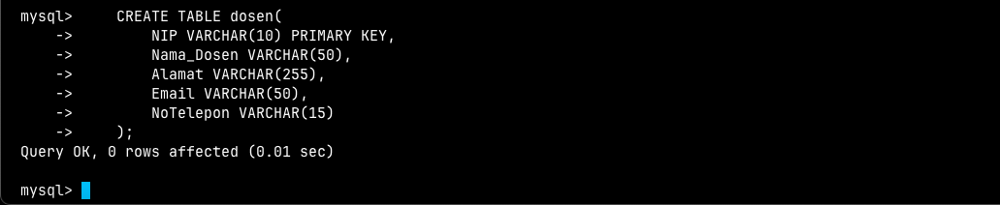 mysql>     CREATE TABLE dosen(
    ->         NIP VARCHAR(10) PRIMARY KEY,
    ->         Nama_Dosen VARCHAR(50),
    ->         Alamat VARCHAR(255),
    ->         Email VARCHAR(50),
    ->         NoTelepon VARCHAR(15)
    ->     );
Query OK, 0 rows affected (0.01 sec)

mysql>